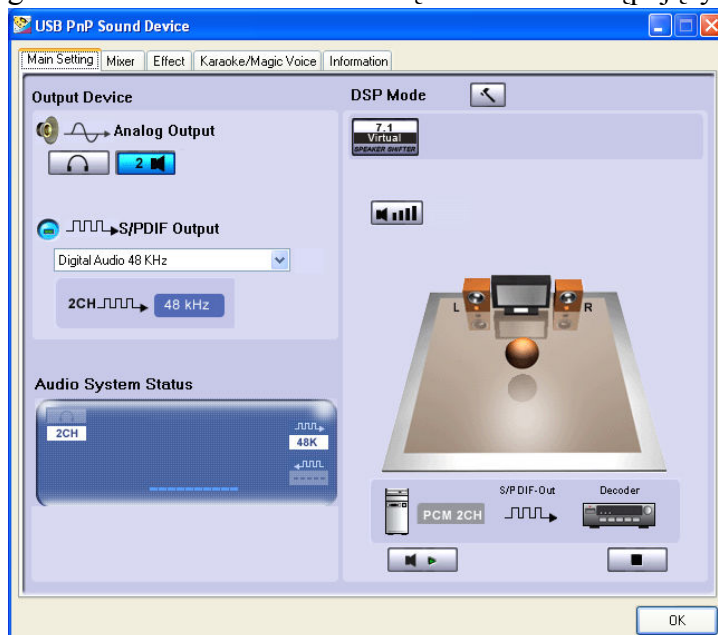 USB PnP Sound Device
Main Setting Mixer Effect Karaoke/Magic Voice Information
Output Device
Analog Output
2
S/PDIF Output
Digital Audio 48 KHz
2CH 48 kHz
Audio System Status
2CH
48K
-----
DSP Mode
7.1
Virtual
SPEAKER SHIFTER
L R
PCM 2CH
S/PDIF-Out
Decoder
OK